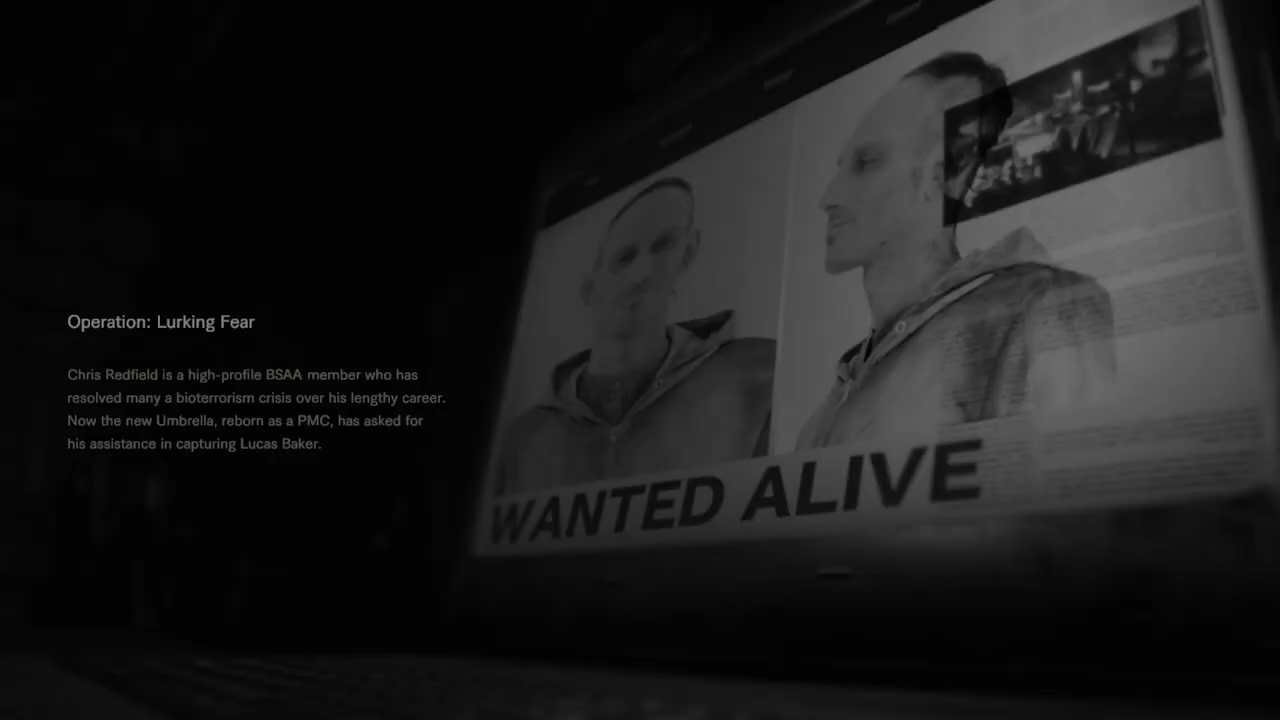 Operation: Lurking Fear
Chris Redfield is a high-profile BSAA member who has
resolved many a bioterrorism crisis over his lengthy career.
Now the new Umbrella, reborn as a PMC, has asked for
his assistance in capturing Lucas Baker.
WANTED ALIVE